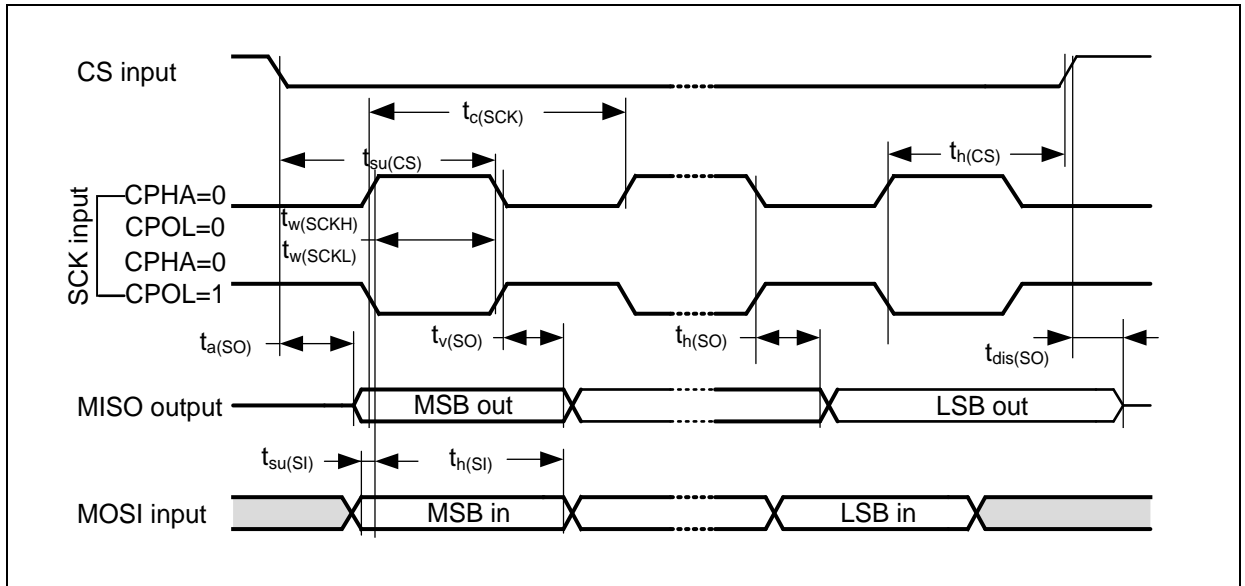 CS input
tc(SCK)
tsu(CS)
th(CS)
SCK input
CPHA=0
CPOL=0
CPHA=0
CPOL=1
tw(SCKH)
tw(SCKL)
ta(SO)
tv(SO)
th(SO)
tdis(SO)
MISO output
MSB out
LSB out
tsu(SI)
th(SI)
MOSI input
MSB in
LSB in